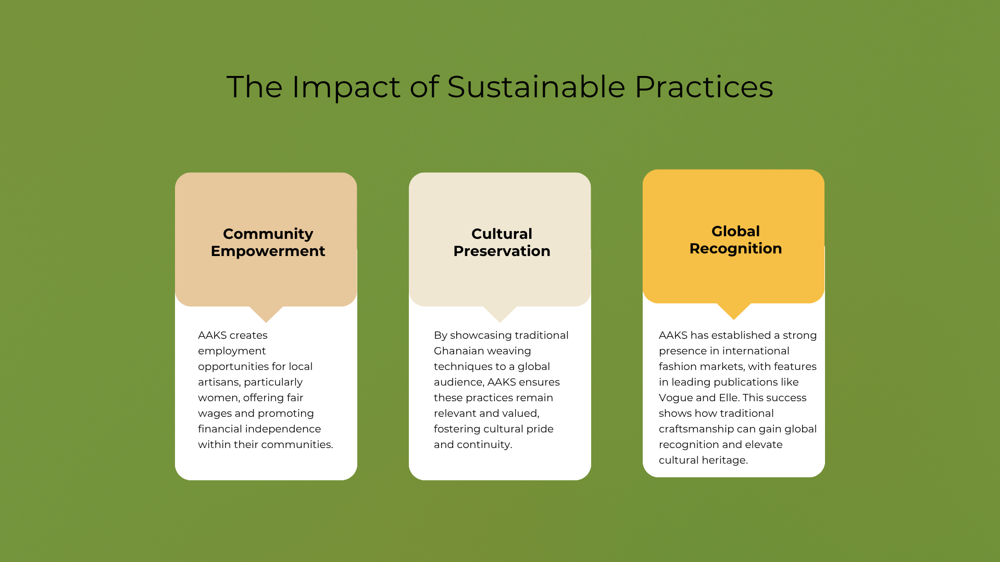 The Impact of Sustainable Practices
Community
Empowerment
AAKS creates
employment
opportunities for local
artisans, particularly
women, offering fair
wages and promoting
financial independence
within their communities.
Cultural
Preservation
By showcasing traditional
Ghanaian weaving
techniques to a global
audience, AAKS ensures
these practices remain
relevant and valued,
fostering cultural pride
and continuity.
Global
Recognition
AAKS has established a strong
presence in international
fashion markets, with features
in leading publications like
Vogue and Elle. This success
shows how traditional
craftsmanship can gain global
recognition and elevate
cultural heritage.